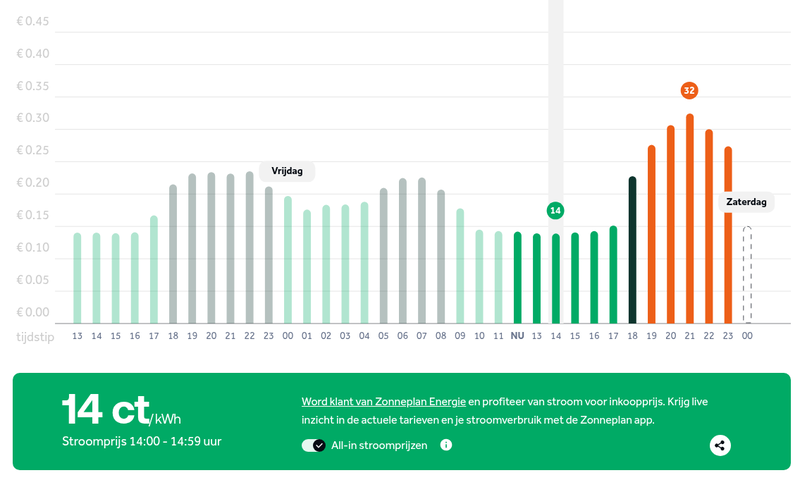 € 0.45
€ 0.40
€ 0.35
€ 0.30
€ 0.25
€ 0.20
€ 0.15
€ 0.10
€ 0.05
€ 0.00
32
Vrijdag
14
Zaterdag
tijdstip 13 14 15 16 17 18 19 20 21 22 23 00 01 02 03 04 05 06 07 08 09 10 11 NU 13 14 15 16 17 18 19 20 21 22 23 00
14 ct/kWh
Stroomprijs 14:00 - 14:59 uur
Word klant van Zonneplan Energie en profiteer van stroom voor inkoopprijs. Krijg live
inzicht in de actuele tarieven en je stroomverbruik met de Zonneplan app.
All-in stroomprijzen